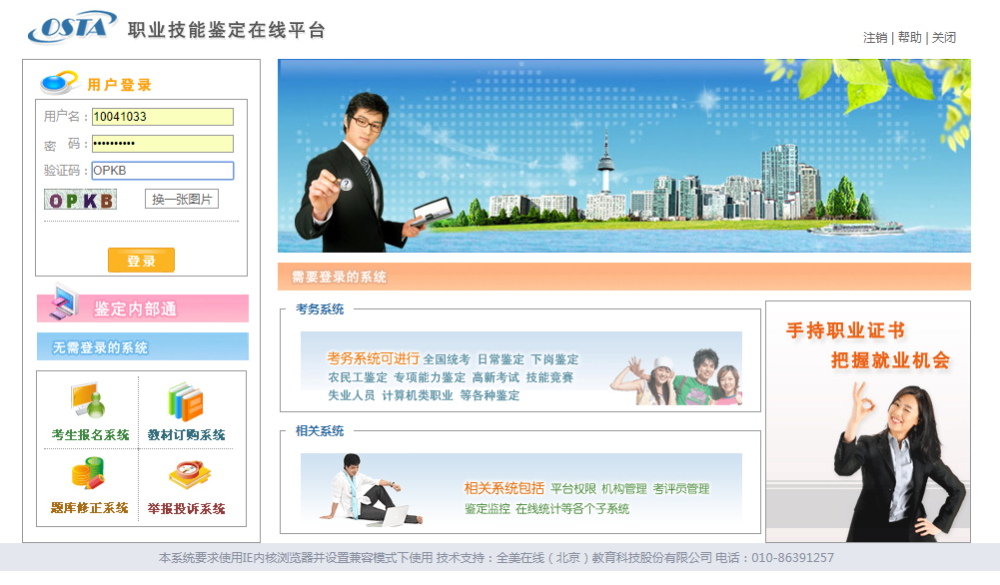 OSTA 职业技能鉴定在线平台
注销 | 帮助 | 关闭
用户登录
用户名：10041033
密 码：••••••••••
验证码：OPKB
OPKB 换一张图片
登录
鉴定内部通
无需登录的系统
考生报名系统 教材订购系统
题库修正系统 举报投诉系统
需要登录的系统
考务系统
考务系统可进行 全国统考 日常鉴定 下岗鉴定
农民工鉴定 专项能力鉴定 高新考试 技能竞赛
失业人员 计算机类职业 等各种鉴定
相关系统
相关系统包括 平台权限 机构管理 考评员管理
鉴定监控 在线统计等各个子系统
手持职业证书
把握就业机会
本系统要求使用IE内核浏览器并设置兼容模式下使用 技术支持：全美在线（北京）教育科技股份有限公司 电话：010-86391257